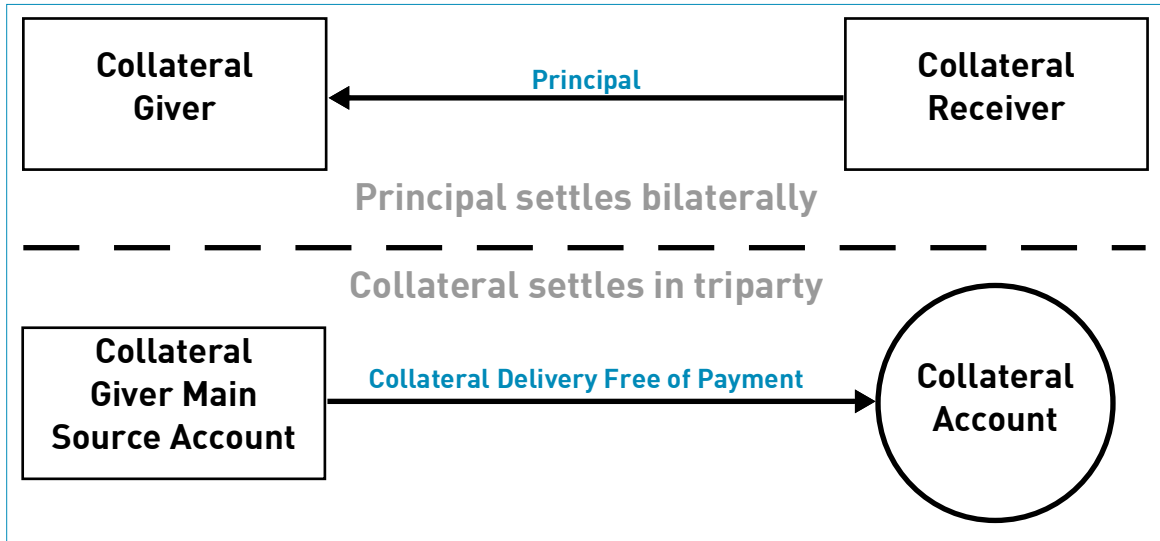 Collateral
Giver
Principal
Collateral
Receiver
Principal settles bilaterally
Collateral settles in triparty
Collateral
Giver Main
Source Account
Collateral Delivery Free of Payment
Collateral
Account